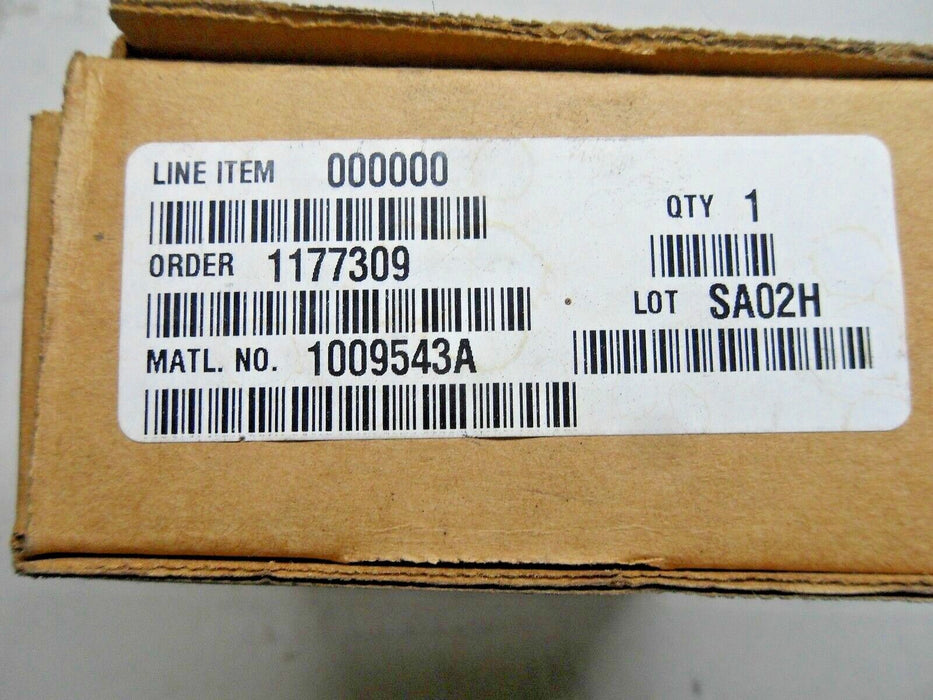 LINE ITEM 000000
QTY 1
ORDER 1177309
LOT SA02H
MATL. NO. 1009543A